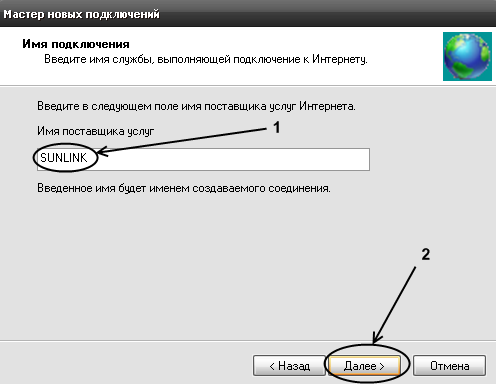 Мастер новых подключений
Имя подключения
Введите имя службы, выполняющей подключение к Интернету.
Введите в следующем поле имя поставщика услуг Интернета.
Имя поставщика услуг
1
SUNLINK
Введенное имя будет именем создаваемого соединения.
2
< Назад Далее > Отмена